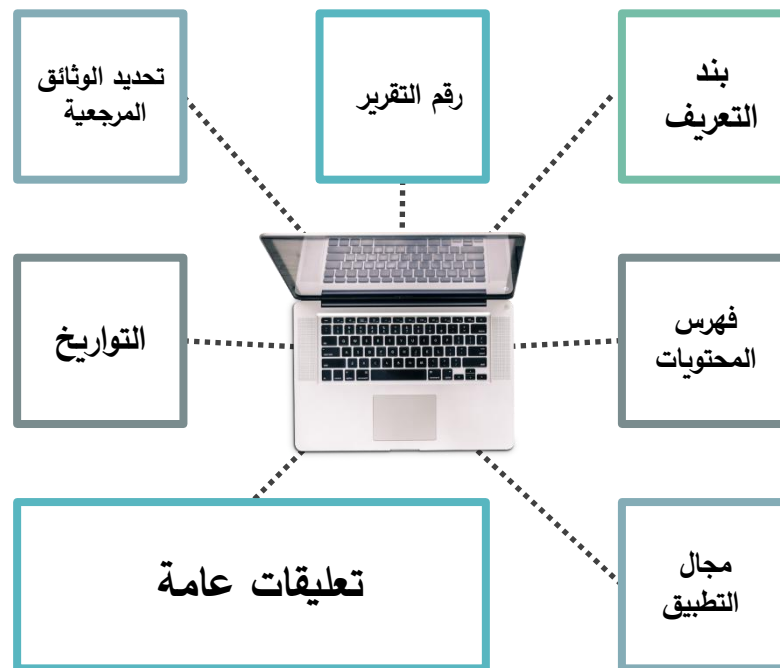 بند
التعريف
رقم التقرير
تحديد الوثائق
المرجعية
فهرس
المحتويات
التواريخ
مجال
التطبيق
تعليقات عامة